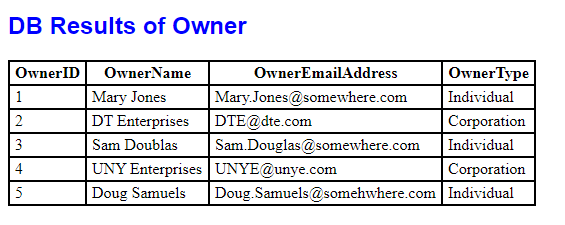 DB Results of Owner
OwnerID OwnerName OwnerEmailAddress OwnerType
1 Mary Jones Mary.Jones@somewhere.com Individual
2 DT Enterprises DTE@dte.com Corporation
3 Sam Doublas Sam.Douglas@somewhere.com Individual
4 UNY Enterprises UNYE@unye.com Corporation
5 Doug Samuels Doug.Samuels@somehwhere.com Individual